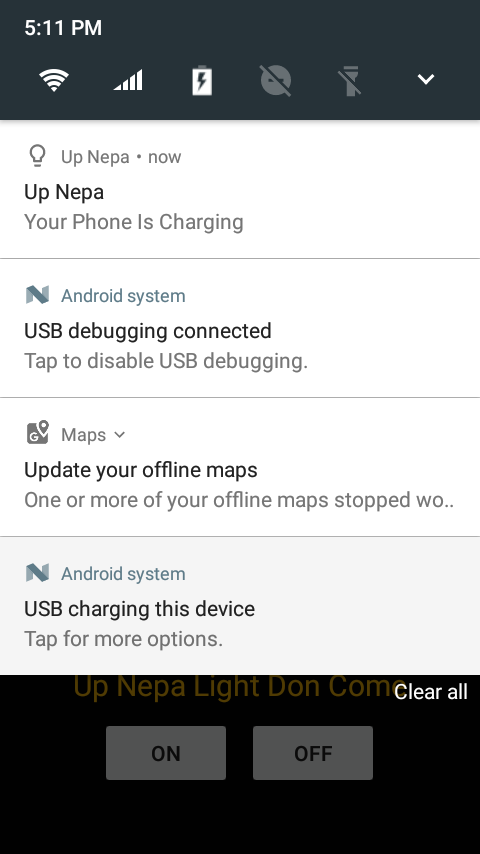 5:11 PM
Up Nepa • now
Up Nepa
Your Phone Is Charging
Android system
USB debugging connected
Tap to disable USB debugging.
Maps
Update your offline maps
One or more of your offline maps stopped wo..
Android system
USB charging this device
Tap for more options.
Up Nepa Light Don Come
Clear all
ON OFF